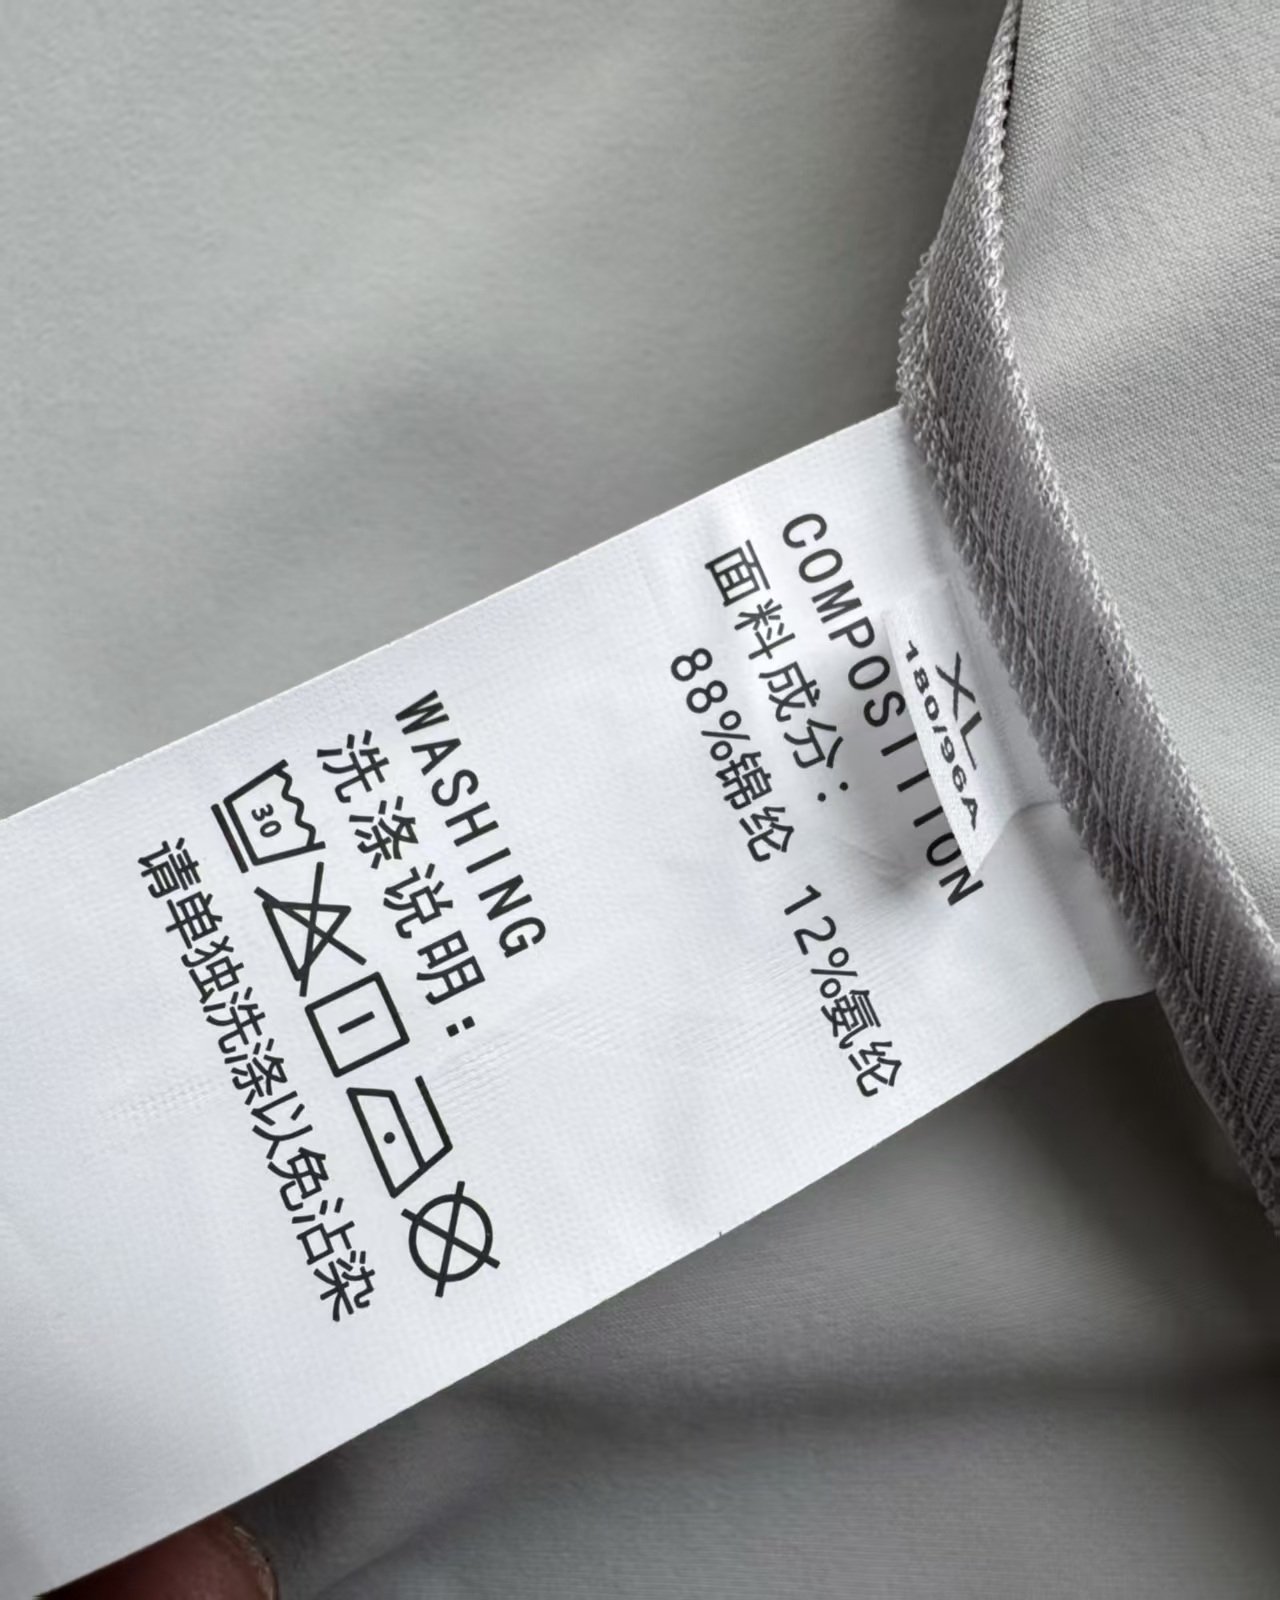 XL
180/96A
COMPOSITION
面料成分：
88%锦纶 12%氨纶
WASHING
洗涤说明：
30
请单独洗涤以免沾染